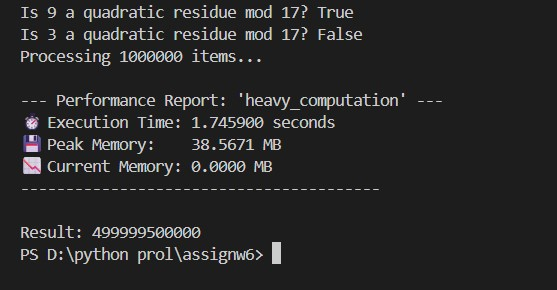 Is 9 a quadratic residue mod 17? True
Is 3 a quadratic residue mod 17? False
Processing 1000000 items...
--- Performance Report: 'heavy_computation' ---
⏱️ Execution Time: 1.745900 seconds
💾 Peak Memory:    38.5671 MB
📉 Current Memory: 0.0000 MB
----------------------------------------
Result: 499999500000
PS D:\python prol\assignw6>